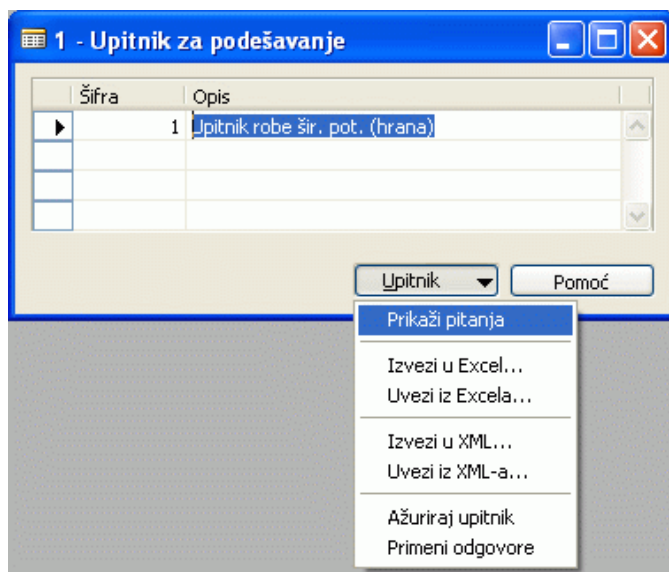 1 - Upitnik za podešavanje
Šifra Opis
1 Upitnik robe šir. pot. (hrana)
Upitnik Pomoć
Prikaži pitanja
Izvezi u Excel...
Uvezi iz Excela...
Izvezi u XML...
Uvezi iz XML-a...
Ažuriraj upitnik
Primeni odgovore